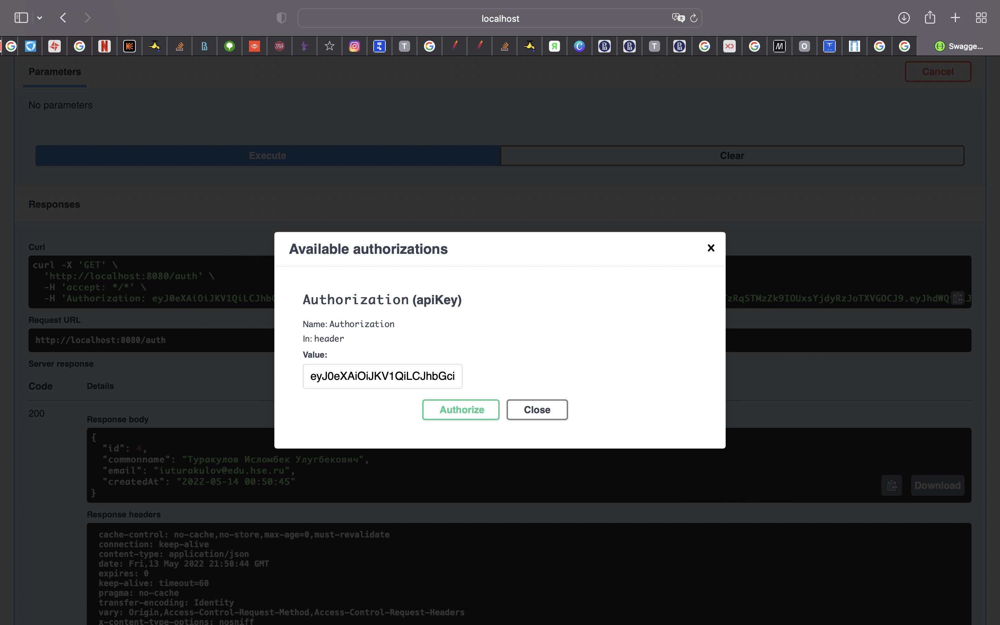 localhost
Swagge...
Parameters
Cancel
No parameters
Execute
Clear
Responses
Curl
curl -X 'GET' \
'http://localhost:8080/auth' \
-H 'accept: */*' \
-H 'Authorization: eyJ0eXAiOiJKV1QiLCJhb zRqSTMzZk9IOUxsYjdyRzJoTXVGOCJ9.eyJhdWQ J
Request URL
http://localhost:8080/auth
Server response
Code Details
200
Response body
{
"id": 4,
"commonname": "Туракулов Исломбек Улугбекович",
"email": "iuturakulov@edu.hse.ru",
"createdAt": "2022-05-14 00:50:45"
}
Download
Response headers
cache-control: no-cache,no-store,max-age=0,must-revalidate
connection: keep-alive
content-type: application/json
date: Fri,13 May 2022 21:50:44 GMT
expires: 0
keep-alive: timeout=60
pragma: no-cache
transfer-encoding: Identity
vary: Origin,Access-Control-Request-Method,Access-Control-Request-Headers
x-content-type-options: nosniff
Available authorizations
Authorization (apiKey)
Name: Authorization
In: header
Value:
eyJ0eXAiOiJKV1QiLCJhbGci
Authorize
Close